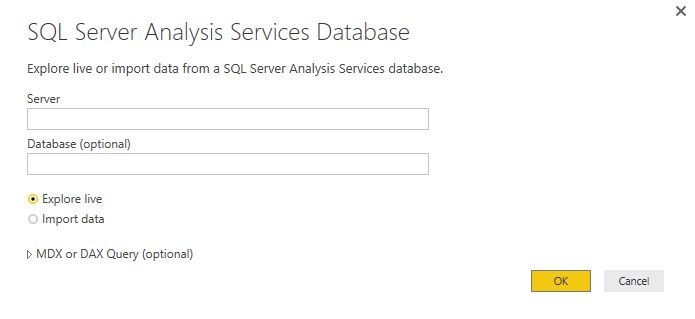 SQL Server Analysis Services Database
Explore live or import data from a SQL Server Analysis Services database.
Server
Database (optional)
Explore live
Import data
MDX or DAX Query (optional)
OK Cancel